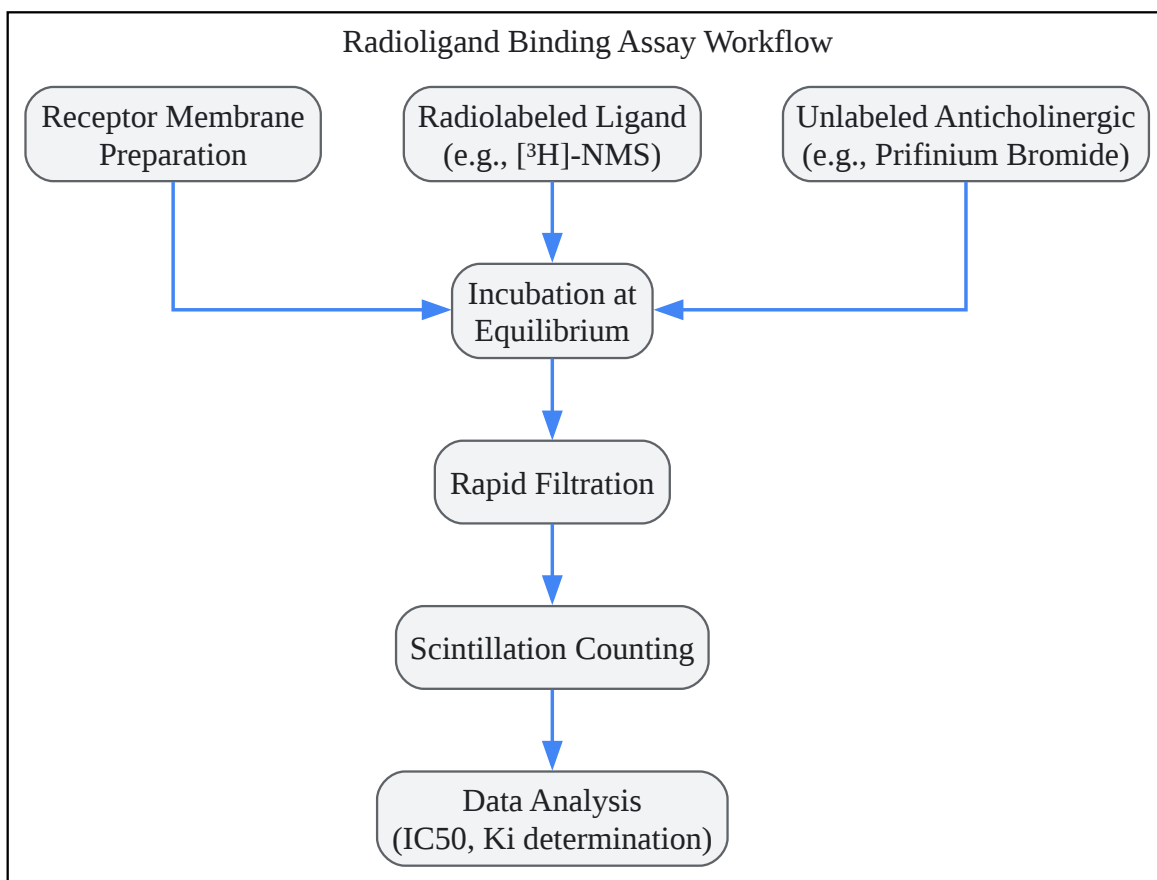 Radioligand Binding Assay Workflow
Receptor Membrane
Preparation
Radiolabeled Ligand
(e.g., [³H]-NMS)
Unlabeled Anticholinergic
(e.g., Prifinium Bromide)
Incubation at
Equilibrium
Rapid Filtration
Scintillation Counting
Data Analysis
(IC50, Ki determination)